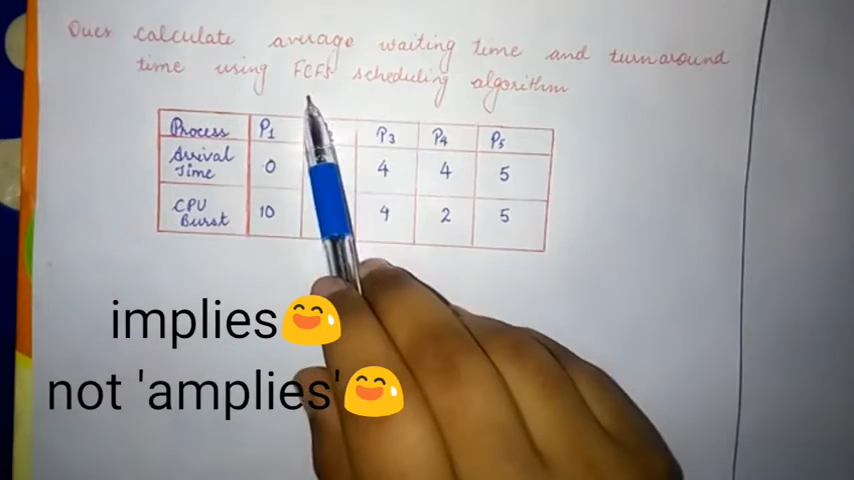 Ques calculate average waiting time and turnaround
time using FCFS scheduling algorithm
Process P1 P3 P4 P5
Arrival Time 0 4 4 5
CPU Burst 10 4 2 5
implies😅
not 'amplies'😅